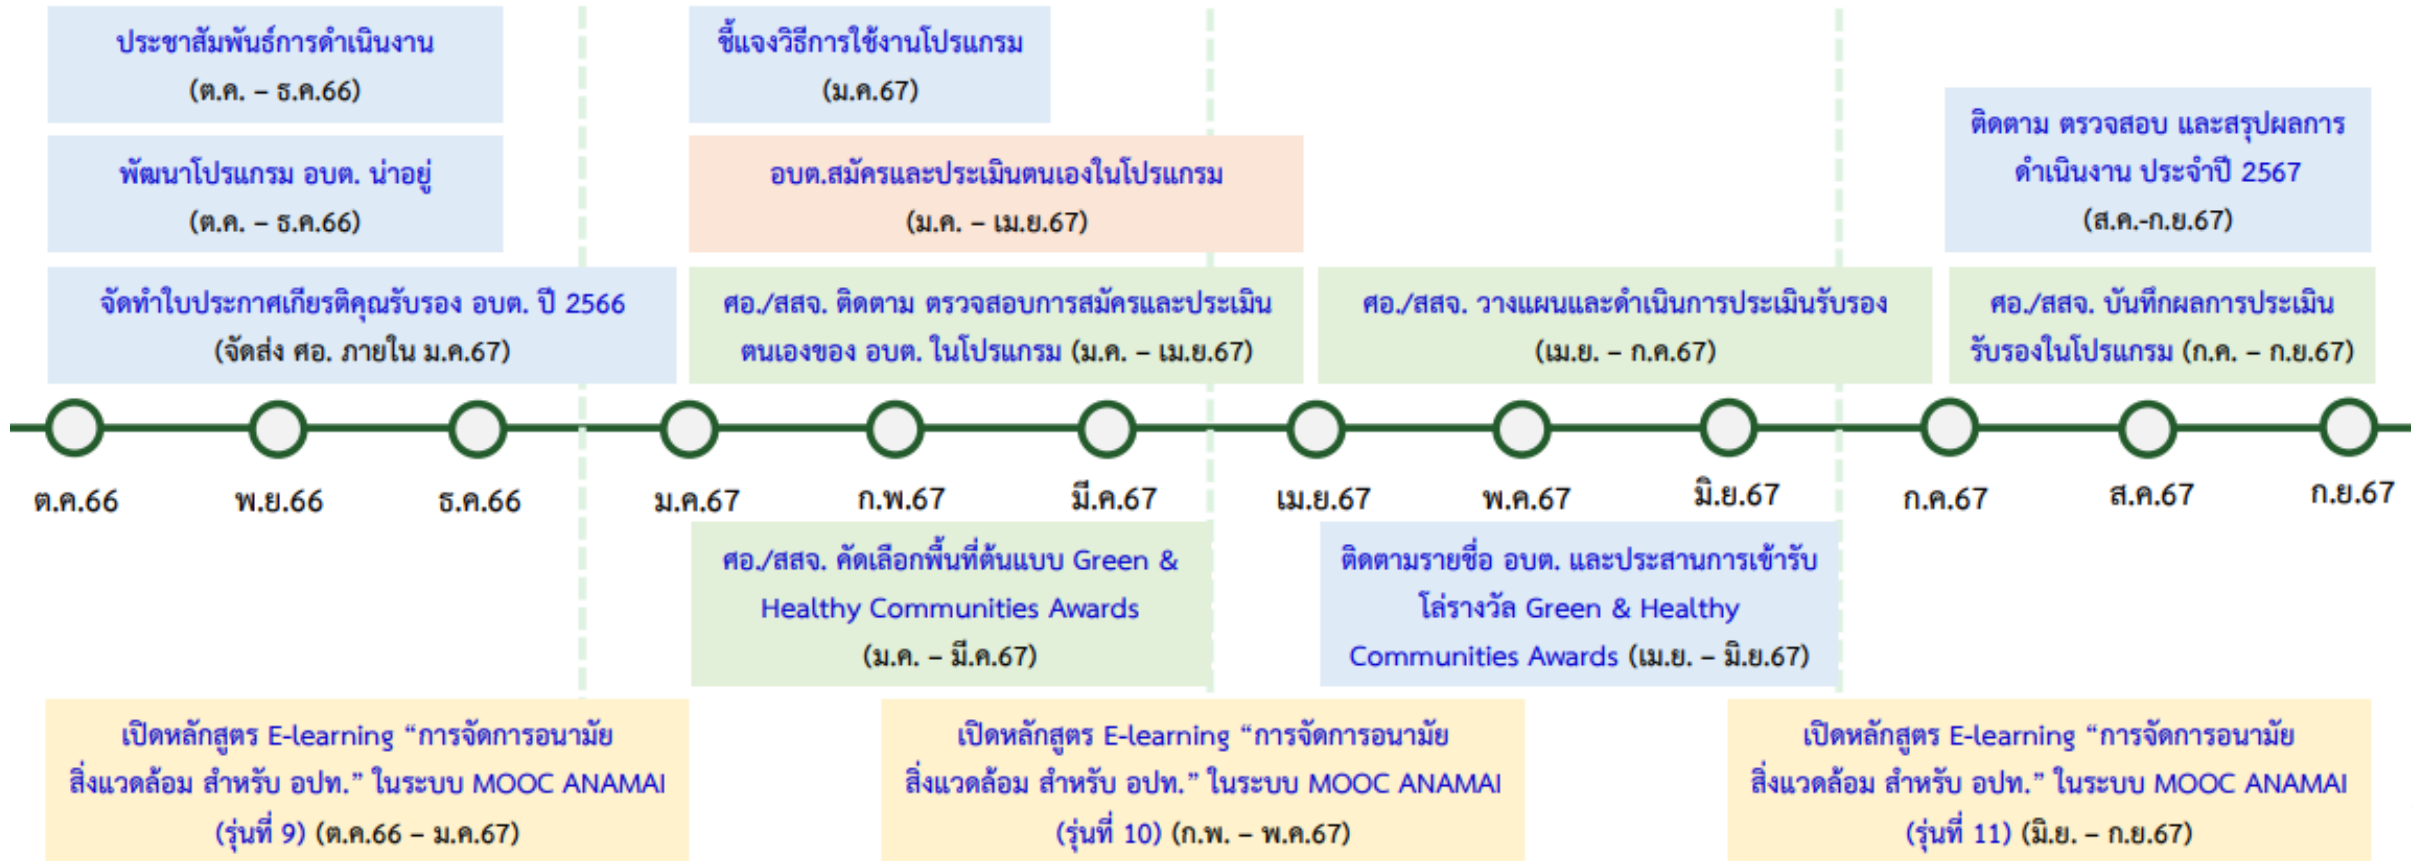 ประชาสัมพันธ์การดำเนินงาน
(ต.ค. – ธ.ค.66)
ชี้แจงวิธีการใช้งานโปรแกรม
(ม.ค.67)
พัฒนาโปรแกรม อบต. น่าอยู่
(ต.ค. – ธ.ค.66)
อบต.สมัครและประเมินตนเองในโปรแกรม
(ม.ค. – เม.ย.67)
ติดตาม ตรวจสอบ และสรุปผลการ
ดำเนินงาน ประจำปี 2567
(ส.ค.-ก.ย.67)
จัดทำใบประกาศเกียรติคุณรับรอง อบต. ปี 2566
(จัดส่ง ศอ. ภายใน ม.ค.67)
ศอ./สสจ. ติดตาม ตรวจสอบการสมัครและประเมิน
ตนเองของ อบต. ในโปรแกรม (ม.ค. – เม.ย.67)
ศอ./สสจ. วางแผนและดำเนินการประเมินรับรอง
(เม.ย. – ก.ค.67)
ศอ./สสจ. บันทึกผลการประเมิน
รับรองในโปรแกรม (ก.ค. – ก.ย.67)
ต.ค.66
พ.ย.66
ธ.ค.66
ม.ค.67
ก.พ.67
มี.ค.67
เม.ย.67
พ.ค.67
มิ.ย.67
ก.ค.67
ส.ค.67
ก.ย.67
ศอ./สสจ. คัดเลือกพื้นที่ต้นแบบ Green &
Healthy Communities Awards
(ม.ค. – มี.ค.67)
ติดตามรายชื่อ อบต. และประสานการเข้ารับ
โล่รางวัล Green & Healthy
Communities Awards (เม.ย. – มิ.ย.67)
เปิดหลักสูตร E-learning “การจัดการอนามัย
สิ่งแวดล้อม สำหรับ อปท.” ในระบบ MOOC ANAMAI
(รุ่นที่ 9) (ต.ค.66 – ม.ค.67)
เปิดหลักสูตร E-learning “การจัดการอนามัย
สิ่งแวดล้อม สำหรับ อปท.” ในระบบ MOOC ANAMAI
(รุ่นที่ 10) (ก.พ. – พ.ค.67)
เปิดหลักสูตร E-learning “การจัดการอนามัย
สิ่งแวดล้อม สำหรับ อปท.” ในระบบ MOOC ANAMAI
(รุ่นที่ 11) (มิ.ย. – ก.ย.67)